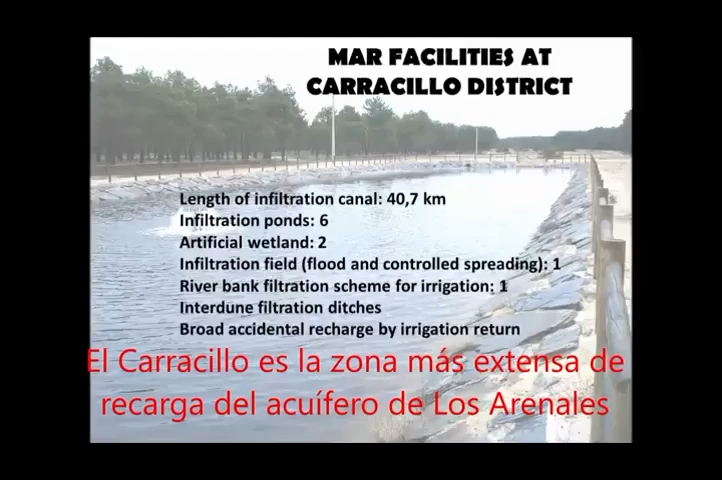 MAR FACILITIES AT
CARRACILLO DISTRICT
Length of infiltration canal: 40,7 km
Infiltration ponds: 6
Artificial wetland: 2
Infiltration field (flood and controlled spreading): 1
River bank filtration scheme for irrigation: 1
Interdune filtration ditches
Broad accidental recharge by irrigation return
El Carracillo es la zona más extensa de
recarga del acuífero de Los Arenales